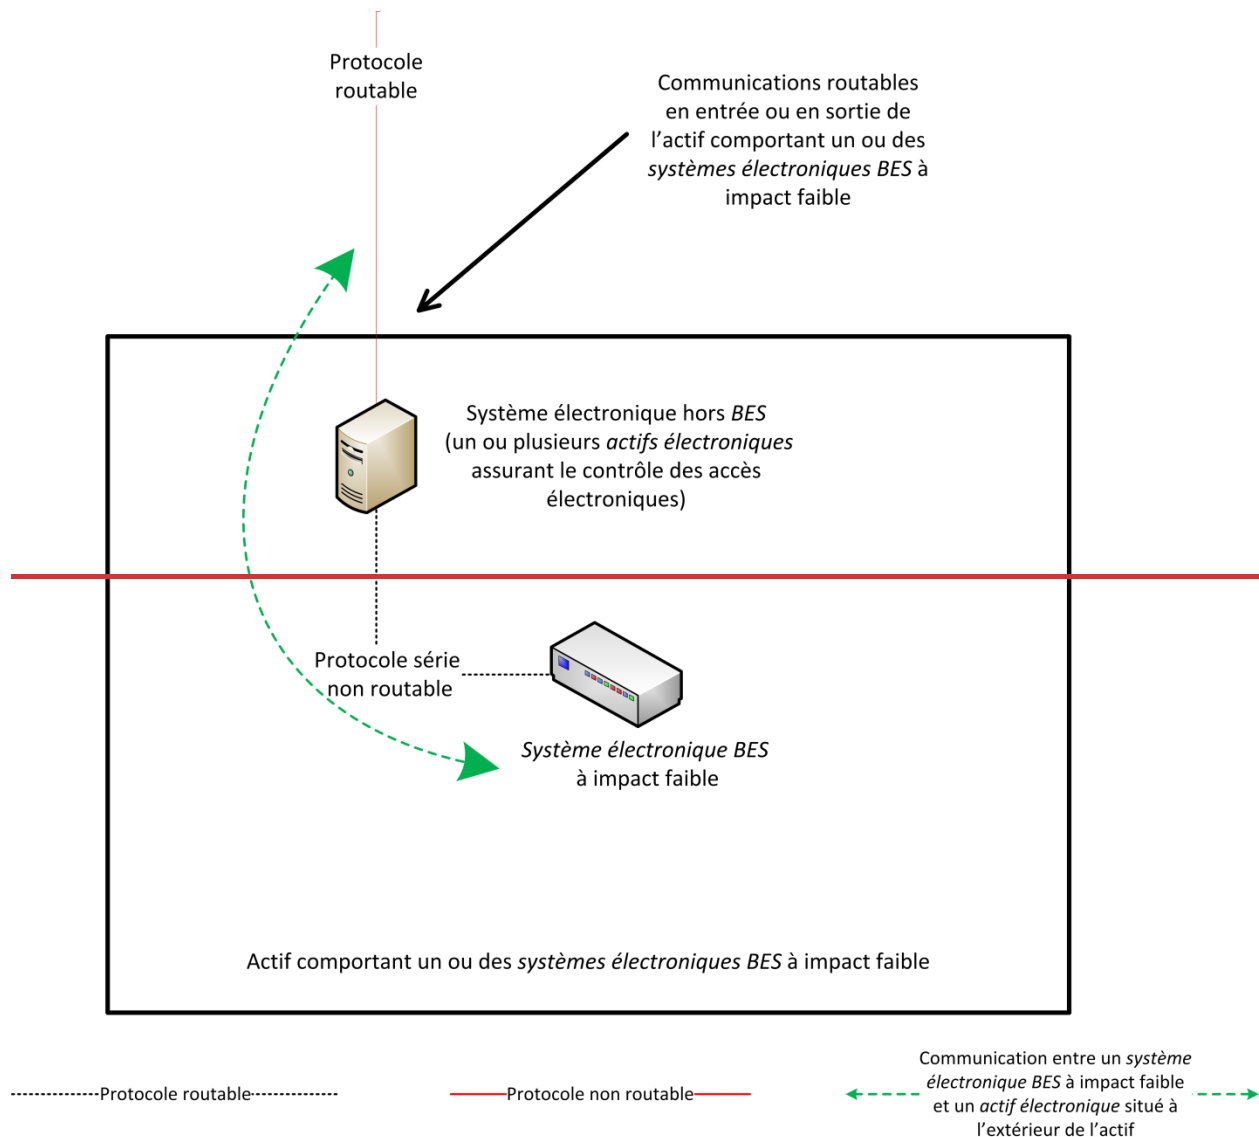 Protocole
routable
Communications routables
en entrée ou en sortie de
l'actif comportant un ou des
systèmes électroniques BES à
impact faible
Système électronique hors BES
(un ou plusieurs actifs électroniques
assurant le contrôle des accès
électroniques)
Protocole série
non routable
Système électronique BES
à impact faible
Actif comportant un ou des systèmes électroniques BES à impact faible
Protocole routable
Protocole non routable
Communication entre un système
électronique BES à impact faible
et un actif électronique situé à
l'extérieur de l'actif